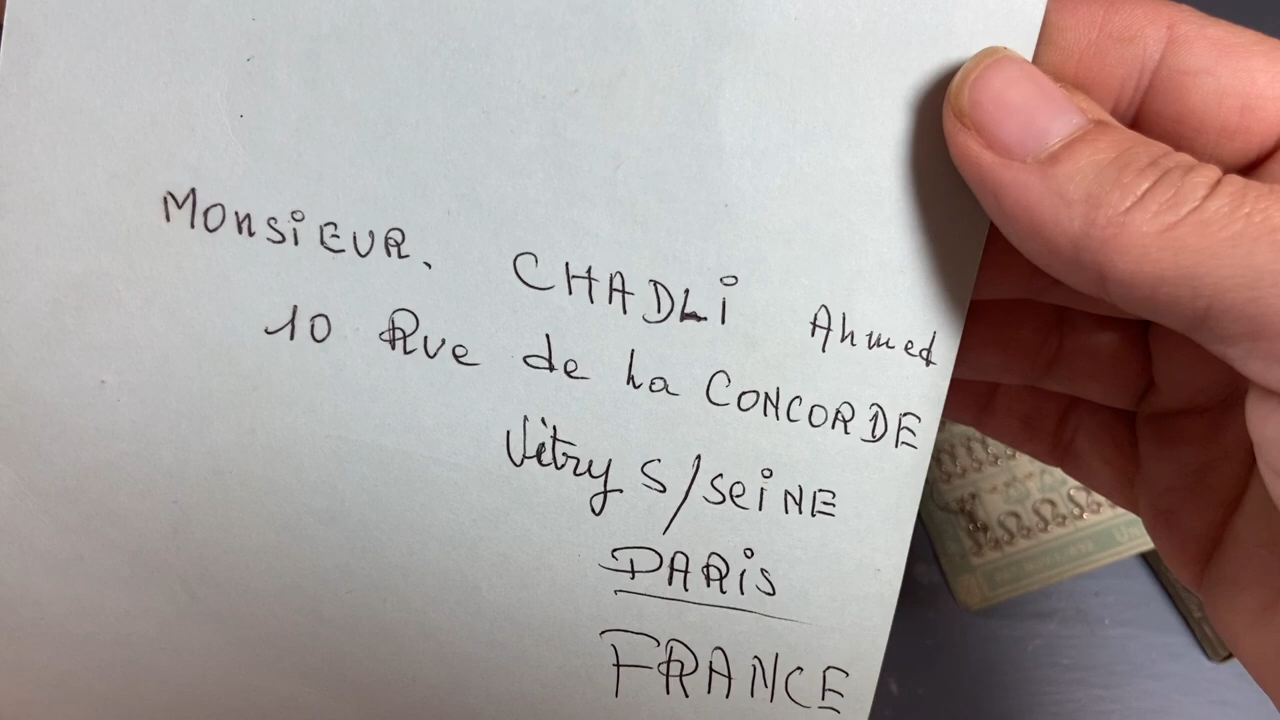 Monsieur. CHADLi Ahmed
10 Rue de La CONCORDE
Vitry S/SeiNE
PARiS
FRANCE